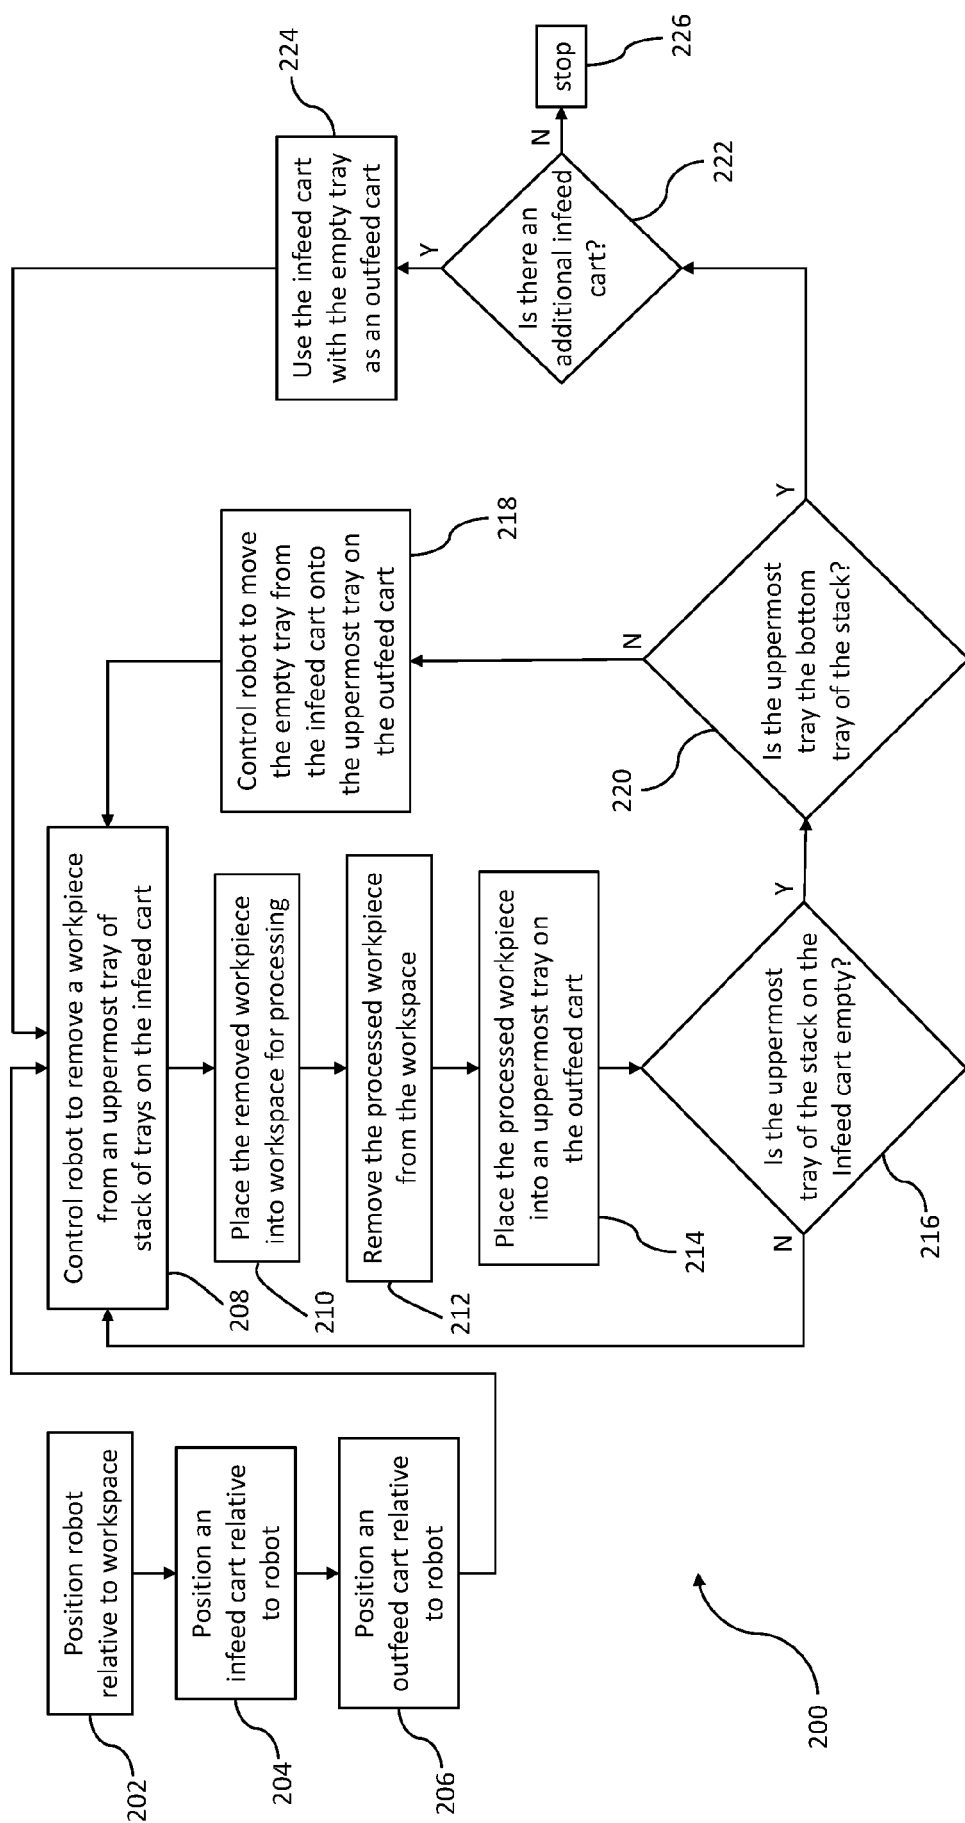 Position robot
relative to workspace
202
Position an
infeed cart relative
to robot
204
Position an
outfeed cart relative
to robot
206
Control robot to remove a workpiece
from an uppermost tray of
stack of trays on the infeed cart
208
Place the removed workpiece
into workspace for processing
210
Remove the processed workpiece
from the workspace
212
Place the processed workpiece
into an uppermost tray on
the outfeed cart
214
Is the uppermost
tray of the stack on the
Infeed cart empty?
216
N
Y
Control robot to move
the empty tray from
the infeed cart onto
the uppermost tray on
the outfeed cart
218
N
Is the uppermost
tray the bottom
tray of the stack?
220
Y
Use the infeed cart
with the empty tray
as an outfeed cart
224
Y
Is there an
additional infeed
cart?
222
N
stop
226
200